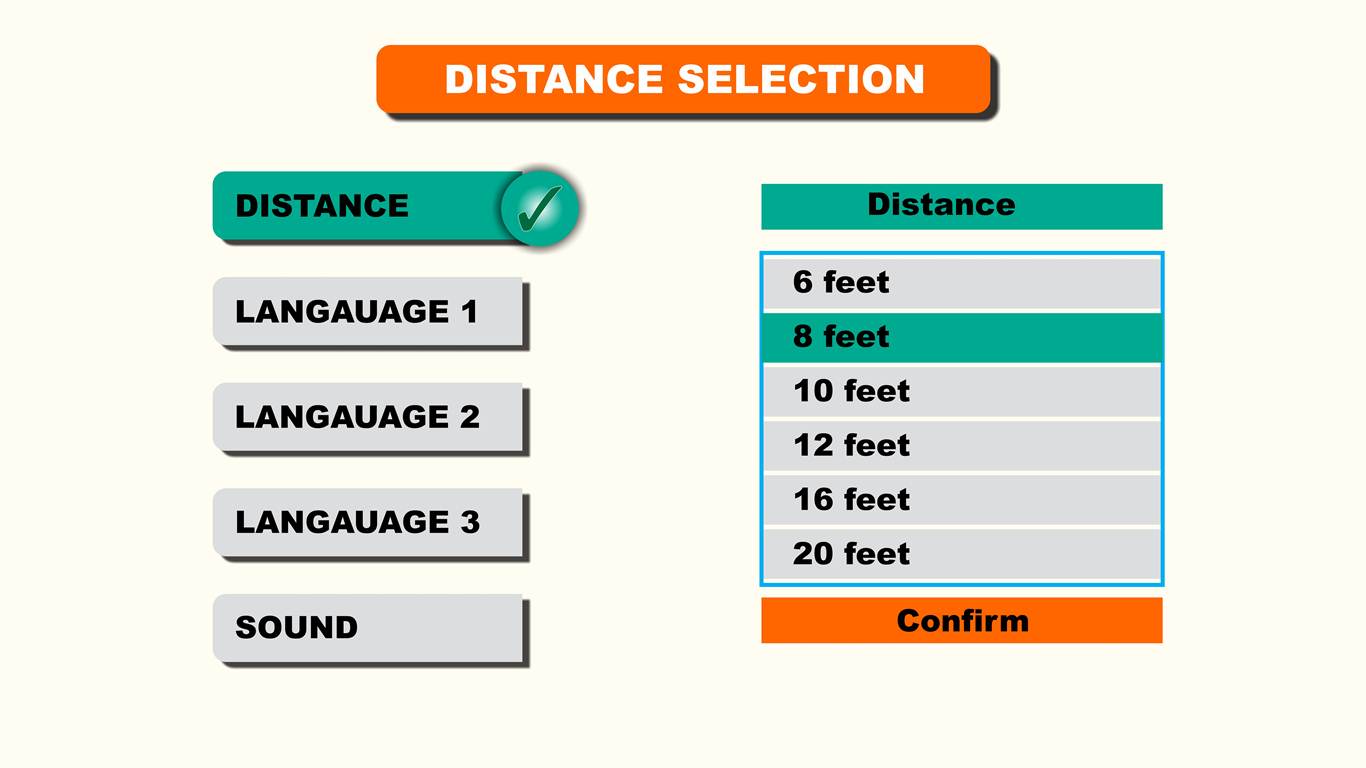 DISTANCE SELECTION
DISTANCE
LANGAUAGE 1
LANGAUAGE 2
LANGAUAGE 3
SOUND
Distance
6 feet
8 feet
10 feet
12 feet
16 feet
20 feet
Confirm